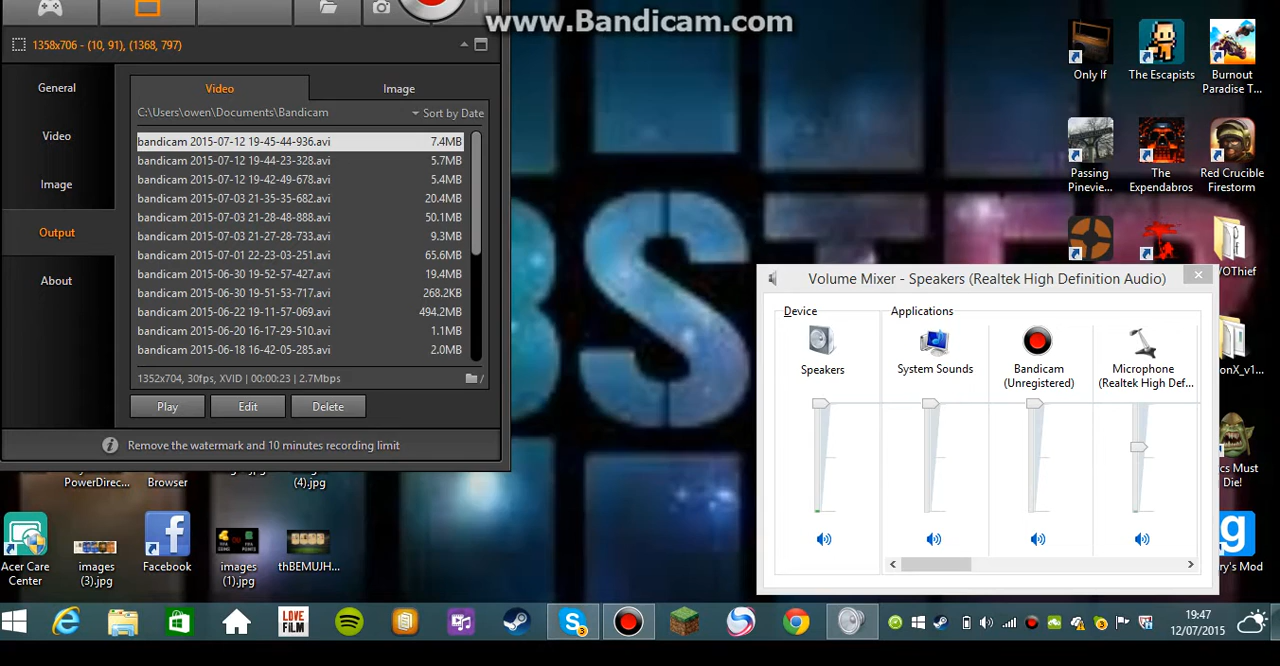 www.Bandicam.com
1358x706 - (10, 91), (1368, 797)
General
Video
Image
Output
About
Video
Image
C:\Users\owen\Documents\Bandicam
Sort by Date
bandicam 2015-07-12 19-45-44-936.avi 7.4MB
bandicam 2015-07-12 19-44-23-328.avi 5.7MB
bandicam 2015-07-12 19-42-49-678.avi 5.4MB
bandicam 2015-07-03 21-35-35-682.avi 20.4MB
bandicam 2015-07-03 21-28-48-888.avi 50.1MB
bandicam 2015-07-03 21-27-28-733.avi 9.3MB
bandicam 2015-07-01 22-23-03-251.avi 65.6MB
bandicam 2015-06-30 19-52-57-427.avi 19.4MB
bandicam 2015-06-30 19-51-53-717.avi 268.2KB
bandicam 2015-06-22 19-11-57-069.avi 494.2MB
bandicam 2015-06-20 16-17-29-510.avi 1.1MB
bandicam 2015-06-18 16-42-05-285.avi 2.0MB
1352x704, 30fps, XVID | 00:00:23 | 2.7Mbps
Play
Edit
Delete
Remove the watermark and 10 minutes recording limit
Only If
The Escapists
Burnout
Paradise T...
Passing
Pinevie...
The
Expendabros
Red Crucible
Firestorm
VOThief
onX_v1...
cs Must
Die!
ry's Mod
Volume Mixer - Speakers (Realtek High Definition Audio)
Device
Applications
Speakers
System Sounds
Bandicam
(Unregistered)
Microphone
(Realtek High Def...
PowerDirec...
Browser
(4).jpg
Acer Care
Center
images
(3).jpg
Facebook
images
(1).jpg
thBEMUJH...
LOVE
FiLM
3
19:47
12/07/2015